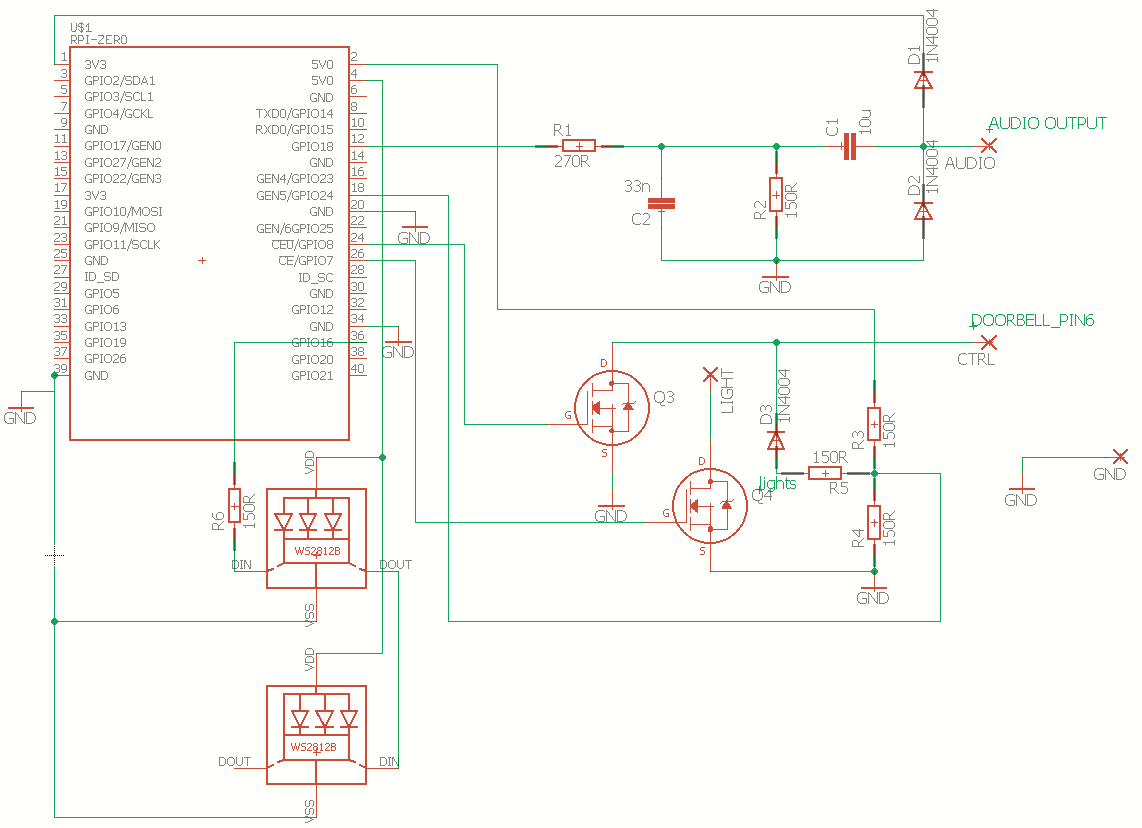 U$1
RPI-ZER0
1 3V3 5V0 2
3 GPIO2/SDA1 5V0 4
5 GPIO3/SCL1 GND 6
7 GPIO4/GCKL TXD0/GPIO14 8
9 GND RXD0/GPIO15 10
11 GPIO17/GEN0 GPIO18 12
13 GPIO27/GEN2 GND 14
15 GPIO22/GEN3 GEN4/GPIO23 16
17 3V3 GEN5/GPIO24 18
19 GPIO10/MOSI GND 20
21 GPIO9/MISO GEN/6GPIO25 22
23 GPIO11/SCLK CE0/GPIO8 24
25 GND CE/GPIO7 26
27 ID_SD ID_SC 28
29 GPIO5 GND 30
31 GPIO6 GPIO12 32
33 GPIO13 GND 34
35 GPIO19 GPIO16 36
37 GPIO26 GPIO20 38
39 GND GPIO21 40
GND
GND
GND
R1
270R
33n
C2
R2
150R
C1
10u
D1
1N4004
D2
1N4004
AUDIO OUTPUT
AUDIO
GND
DOORBELL_PIN6
CTRL
D
G
S
Q3
GND
LIGHT
D
G
S
Q4
lights
D3
1N4004
150R
R5
R3
150R
R4
150R
GND
GND
GND
R6
150R
VDD
WS2812B
DIN
DOUT
VSS
VDD
WS2812B
DOUT
DIN
VSS